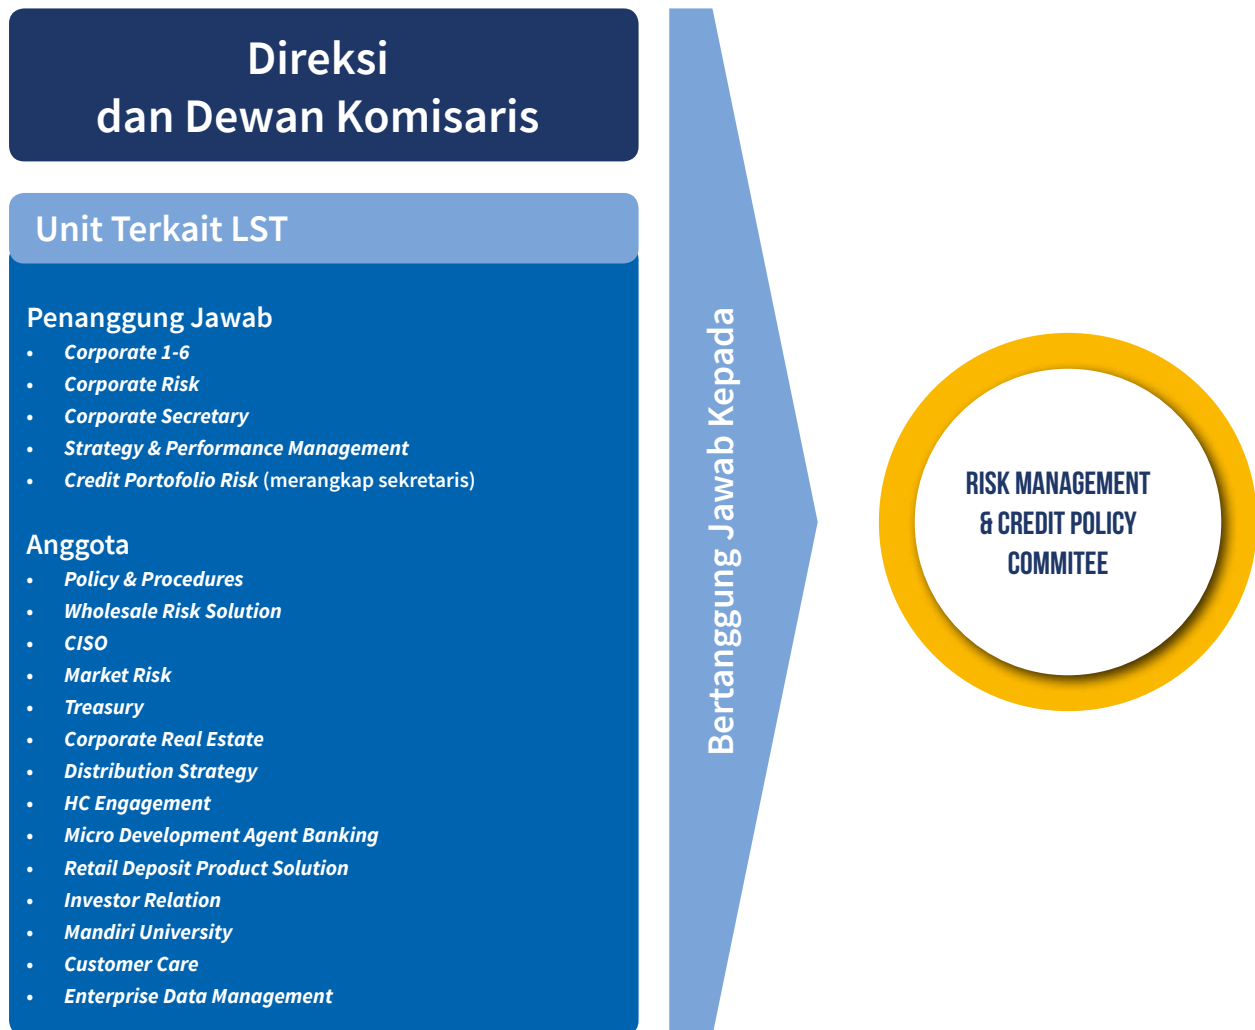 Direksi
dan Dewan Komisaris
Unit Terkait LST
Penanggung Jawab
• Corporate 1-6
• Corporate Risk
• Corporate Secretary
• Strategy & Performance Management
• Credit Portofolio Risk (merangkap sekretaris)
Anggota
• Policy & Procedures
• Wholesale Risk Solution
• CISO
• Market Risk
• Treasury
• Corporate Real Estate
• Distribution Strategy
• HC Engagement
• Micro Development Agent Banking
• Retail Deposit Product Solution
• Investor Relation
• Mandiri University
• Customer Care
• Enterprise Data Management
Bertanggung Jawab Kepada
RISK MANAGEMENT
& CREDIT POLICY
COMMITEE